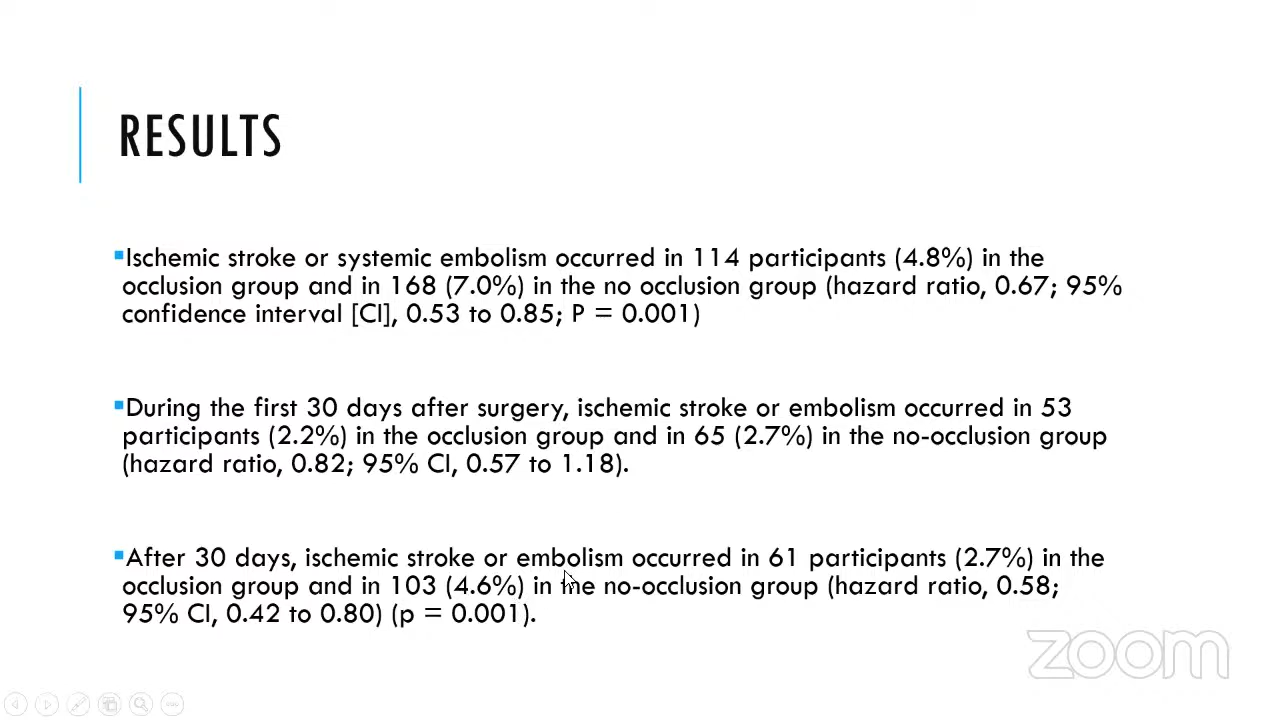 RESULTS
Ischemic stroke or systemic embolism occurred in 114 participants (4.8%) in the
occlusion group and in 168 (7.0%) in the no occlusion group (hazard ratio, 0.67; 95%
confidence interval [CI], 0.53 to 0.85; P = 0.001)
During the first 30 days after surgery, ischemic stroke or embolism occurred in 53
participants (2.2%) in the occlusion group and in 65 (2.7%) in the no-occlusion group
(hazard ratio, 0.82; 95% CI, 0.57 to 1.18).
After 30 days, ischemic stroke or embolism occurred in 61 participants (2.7%) in the
occlusion group and in 103 (4.6%) in the no-occlusion group (hazard ratio, 0.58;
95% CI, 0.42 to 0.80) (p = 0.001).
zoom